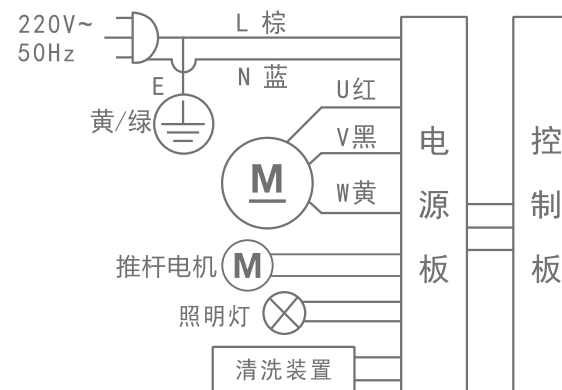 220V~
50Hz
L 棕
N 蓝
E
黄/绿
U红
V黑
W黄
M
推杆电机
M
照明灯
清洗装置
电源板
控制板